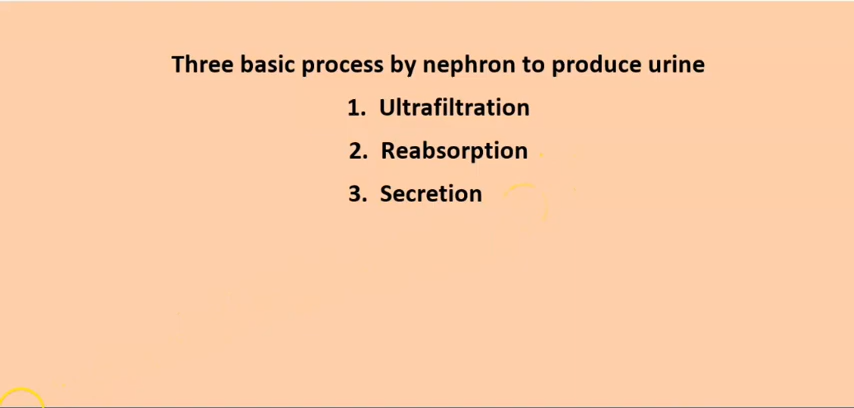 Three basic process by nephron to produce urine
1. Ultrafiltration
2. Reabsorption
3. Secretion